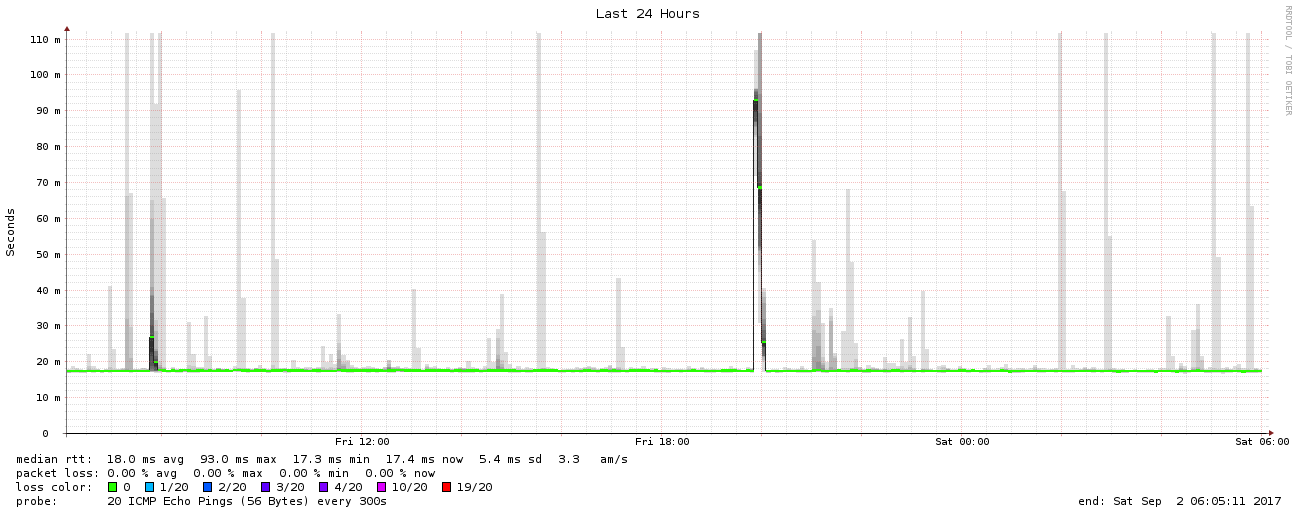 Last 24 Hours
RRDTOOL / TOBI OETIKER
Seconds
110 m
100 m
90 m
80 m
70 m
60 m
50 m
40 m
30 m
20 m
10 m
0
Fri 12:00 Fri 18:00 Sat 00:00 Sat 06:00
median rtt: 18.0 ms avg 93.0 ms max 17.3 ms min 17.4 ms now 5.4 ms sd 3.3 am/s
packet loss: 0.00 % avg 0.00 % max 0.00 % min 0.00 % now
loss color: 0 1/20 2/20 3/20 4/20 10/20 19/20
probe: 20 ICMP Echo Pings (56 Bytes) every 300s end: Sat Sep 2 06:05:11 2017